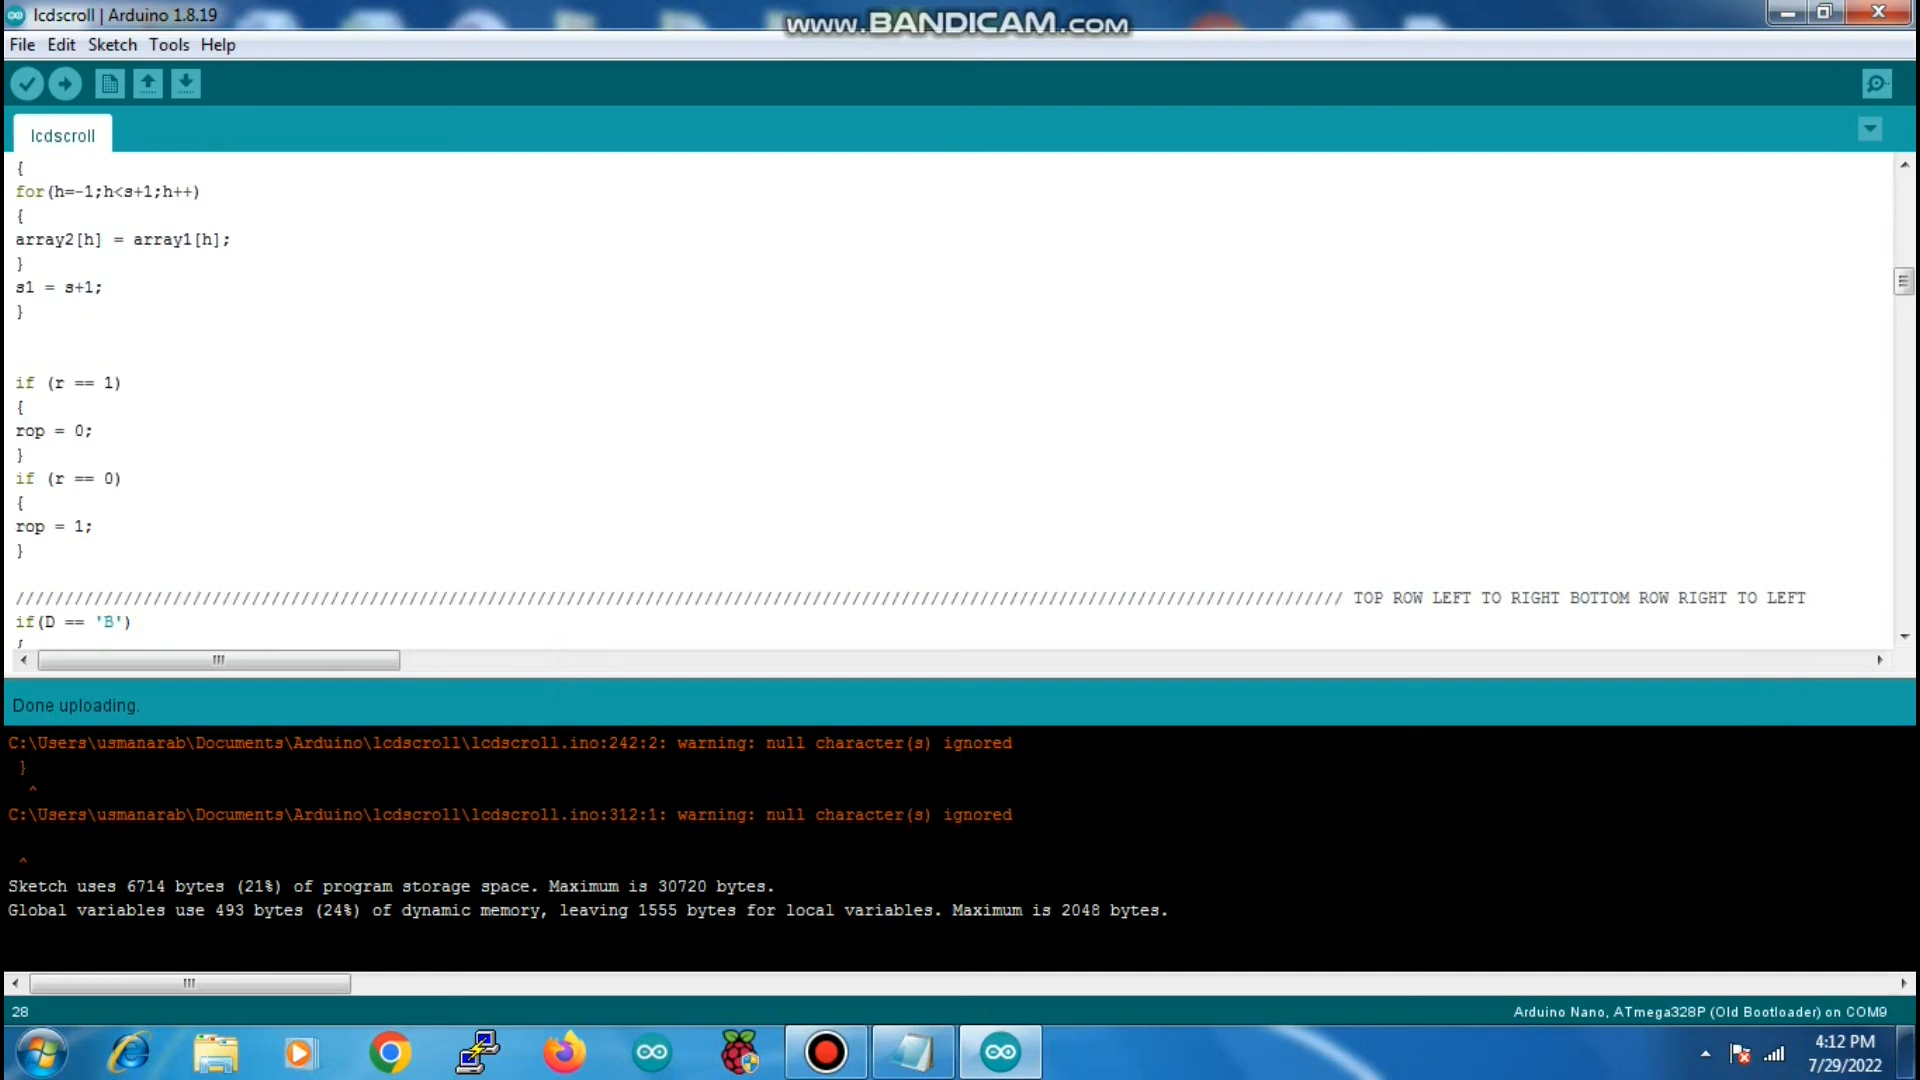 lcdscroll | Arduino 1.8.19
www.BANDICAM.com
File Edit Sketch Tools Help
lcdscroll
{
for(h=-1;h<s+1;h++)
{
array2[h] = array1[h];
}
s1 = s+1;
}
if (r == 1)
{
rop = 0;
}
if (r == 0)
{
rop = 1;
}
/////////////////////////////////////////////////////////////////////////////////////////////////////////////////////////////////////// TOP ROW LEFT TO RIGHT BOTTOM ROW RIGHT TO LEFT
if(D == 'B')
{
Done uploading.
C:\Users\usmanarab\Documents\Arduino\lcdscroll\lcdscroll.ino:242:2: warning: null character(s) ignored
}
^
C:\Users\usmanarab\Documents\Arduino\lcdscroll\lcdscroll.ino:312:1: warning: null character(s) ignored
^
Sketch uses 6714 bytes (21%) of program storage space. Maximum is 30720 bytes.
Global variables use 493 bytes (24%) of dynamic memory, leaving 1555 bytes for local variables. Maximum is 2048 bytes.
28
Arduino Nano, ATmega328P (Old Bootloader) on COM9
4:12 PM
7/29/2022